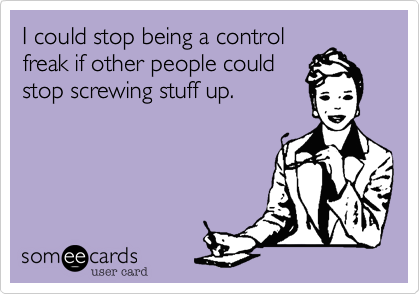 I could stop being a control
freak if other people could
stop screwing stuff up.
someecards
user card